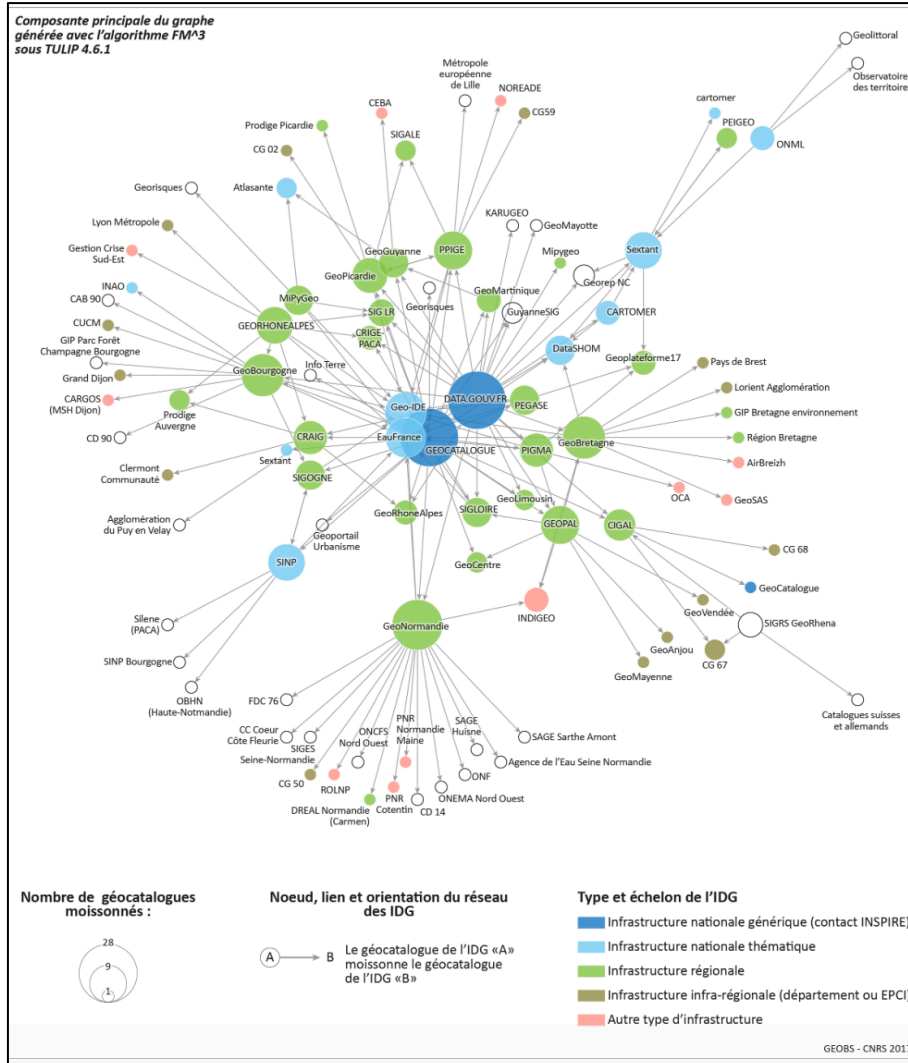 Composante principale du graphe
générée avec l'algorithme FM^3
sous TULIP 4.6.1
Geolittoral
Observatoire
des territoire
Métropole
européenne
de Lille
NOREADE
CEBA
CG59
cartomer
PEIGEO
ONML
Prodige Picardie
SIGALE
CG 02
Atlasante
Georisques
KARUGEO
GeoMayotte
Lyon Métropole
GeoGuyanne
PPIGE
Sextant
Gestion Crise
Sud-Est
GeoPicardie
Mipygeo
Georep NC
INAO
MiPyGeo
Georisques
GeoMartinique
CAB 90
GuyanneSIG
CARTOMER
SIG LR
CUCM
GEORHONEALPES
CRIGE-
PACA
GIP Parc Forêt
Champagne Bourgogne
DataSHOM
Geoplateforme17
Pays de Brest
Grand Dijon
GeoBourgogne
Info Terre
Lorient Agglomération
CARGOS
(MSH Dijon)
Geo-IDE
DATA.GOUV.FR
PEGASE
GIP Bretagne environnement
Prodige
Auvergne
CD 90
CRAIG
EauFrance
GEOCATALOGUE
PIGMA
GeoBretagne
Région Bretagne
Sextant
AirBreizh
Clermont
Communauté
SIGOGNE
OCA
GeoSAS
GeoLimousin
GeoRhoneAlpes
SIGLOIRE
Agglomération
du Puy en Velay
Geoportail
Urbanisme
GEOPAL
CIGAL
CG 68
SINP
GeoCentre
GeoCatalogue
INDIGEO
GeoVendée
SIGRS GeoRhena
Silene
(PACA)
GeoNormandie
GeoAnjou
CG 67
GeoMayenne
SINP Bourgogne
OBHN
(Haute-Notmandie)
FDC 76
Catalogues suisses
et allemands
CC Coeur
Côte Fleurie
SIGES
Seine-Normandie
ONCFS
Nord Ouest
PNR
Normandie
Maine
SAGE
Huisne
SAGE Sarthe Amont
Agence de l'Eau Seine Normandie
CG 50
ROLNP
ONF
DREAL Normandie
(Carmen)
PNR
Cotentin
CD 14
ONEMA Nord Ouest
Nombre de géocatalogues
moissonnés :
28
9
1
Noeud, lien et orientation du réseau
des IDG
A
B
Le géocatalogue de l'IDG «A»
moissonne le géocatalogue
de l'IDG «B»
Type et échelon de l'IDG
Infrastructure nationale générique (contact INSPIRE)
Infrastructure nationale thématique
Infrastructure régionale
Infrastructure infra-régionale (département ou EPCI)
Autre type d'infrastructure
GEOBS - CNRS 2017